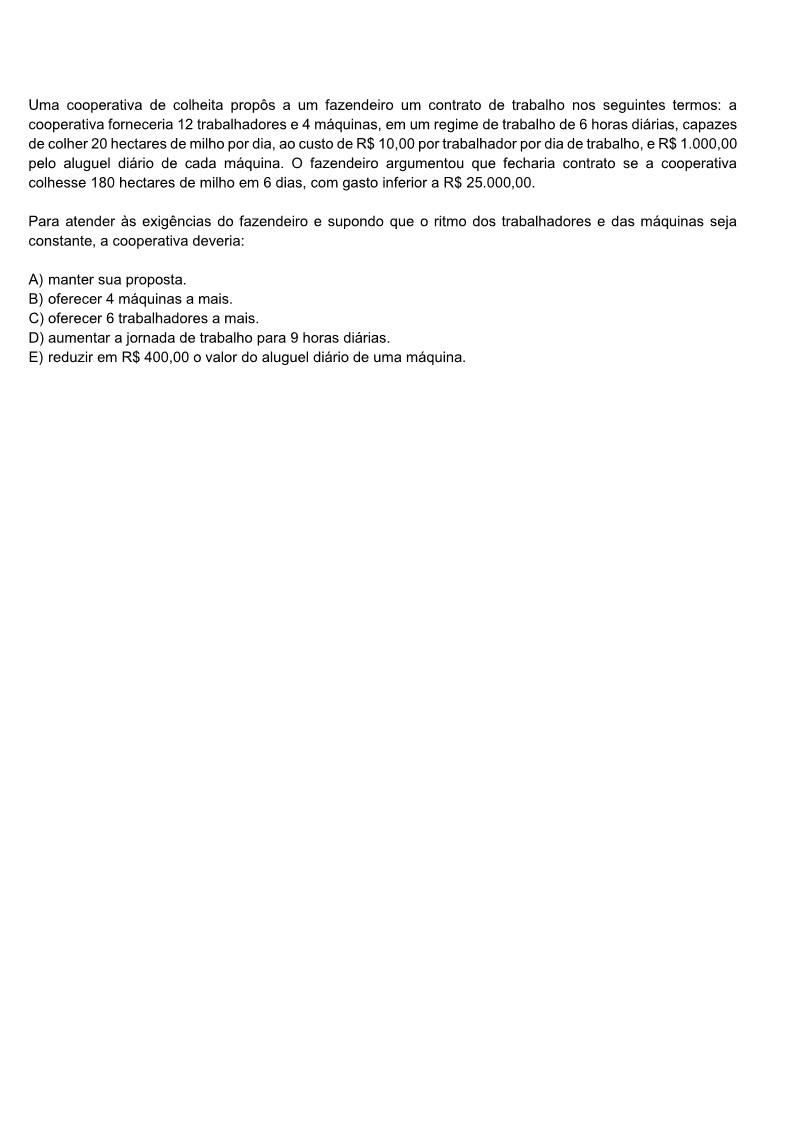 Uma cooperativa de colheita propôs a um fazendeiro um contrato de trabalho nos seguintes termos: a
cooperativa forneceria 12 trabalhadores e 4 máquinas, em um regime de trabalho de 6 horas diárias, capazes
de colher 20 hectares de milho por dia, ao custo de R$ 10,00 por trabalhador por dia de trabalho, e R$ 1.000,00
pelo aluguel diário de cada máquina. O fazendeiro argumentou que fecharia contrato se a cooperativa
colhesse 180 hectares de milho em 6 dias, com gasto inferior a R$ 25.000,00.
Para atender às exigências do fazendeiro e supondo que o ritmo dos trabalhadores e das máquinas seja
constante, a cooperativa deveria:
A) manter sua proposta.
B) oferecer 4 máquinas a mais.
C) oferecer 6 trabalhadores a mais.
D) aumentar a jornada de trabalho para 9 horas diárias.
E) reduzir em R$ 400,00 o valor do aluguel diário de uma máquina.